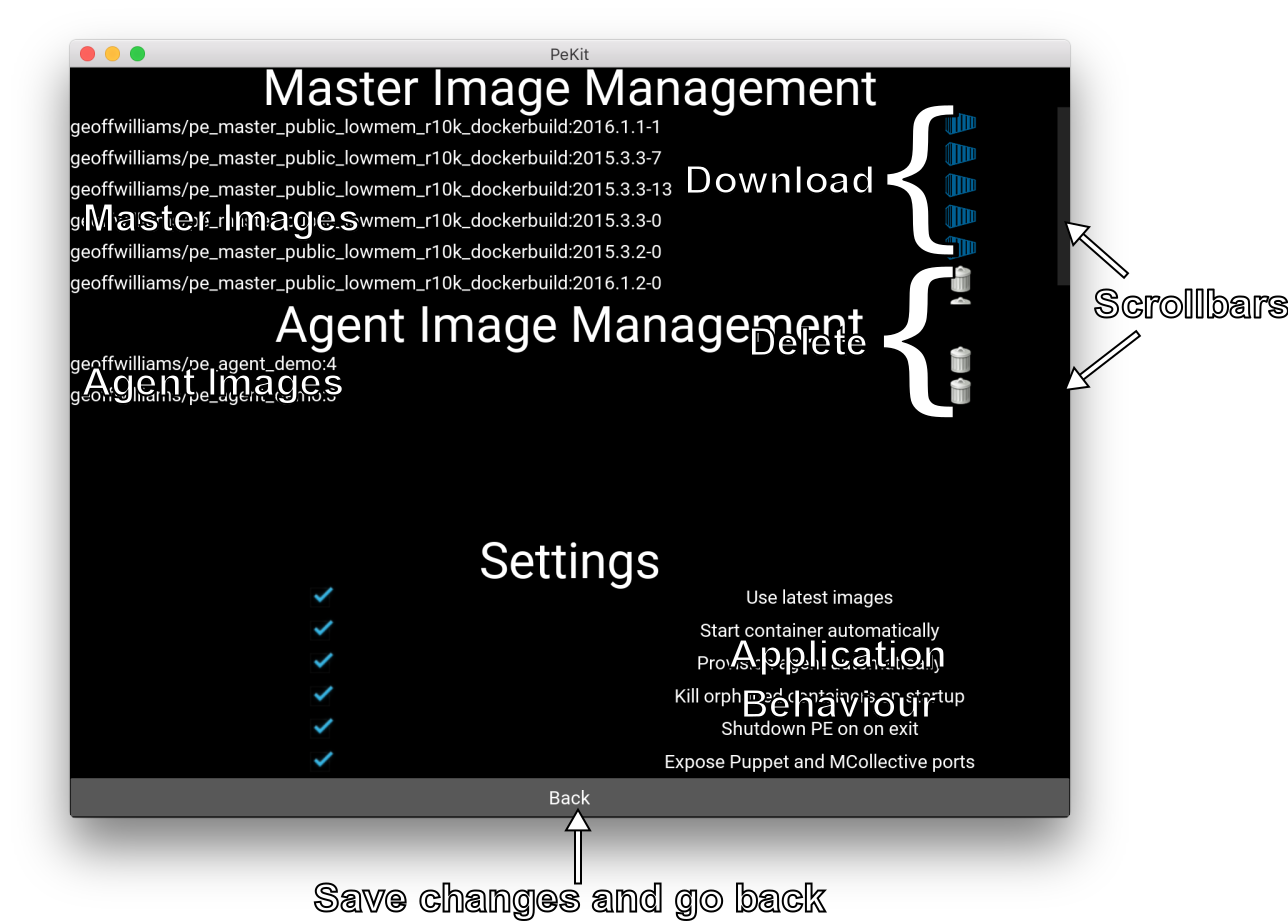 PeKit
Master Image Management
geoffwilliams/pe_master_public_lowmem_r10k_dockerbuild:2016.1.1-1
geoffwilliams/pe_master_public_lowmem_r10k_dockerbuild:2015.3.3-7
Download
geoffwilliams/pe_master_public_lowmem_r10k_dockerbuild:2015.3.3-13
Master Images
geoffwilliams/pe_master_public_lowmem_r10k_dockerbuild:2015.3.3-0
geoffwilliams/pe_master_public_lowmem_r10k_dockerbuild:2015.3.2-0
geoffwilliams/pe_master_public_lowmem_r10k_dockerbuild:2016.1.2-0
Scrollbars
Agent Image Management
Delete
geoffwilliams/pe_agent_demo:4
Agent Images
Settings
Use latest images
Start container automatically
Application
Provision agent automatically
Kill orphaned containers on startup
Behaviour
Shutdown PE on on exit
Expose Puppet and MCollective ports
Back
Save changes and go back